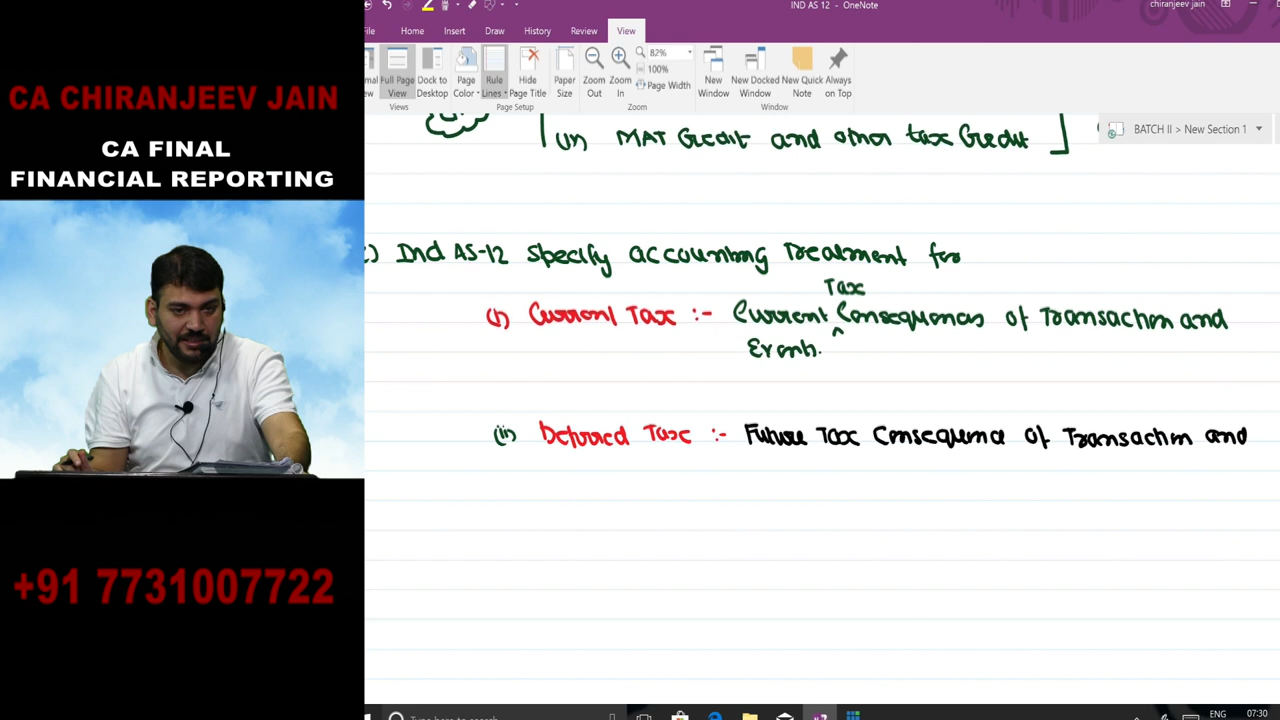 chiranjeev jain
IND AS 12 - OneNote
File Home Insert Draw History Review View
Full Page View
Dock to Desktop
Page Color
Rule Lines
Hide Page Title
Paper Size
Zoom Out
Zoom In
82%
100%
Page Width
New Window
New Docked Window
New Quick Note
Always on Top
Views Page Setup Zoom Window
BATCH II > New Section 1
CA CHIRANJEEV JAIN
CA FINAL
FINANCIAL REPORTING
MAT Credit and other tax Credit ]
Ind AS-12 Specify accounting Treatment for
(i) Current Tax :- Current Tax Consequences of Transaction and
Events.
(ii) Deferred Tax :- Future Tax Consequence of Transaction and
+91 7731007722
Type here to search
ENG 07:30